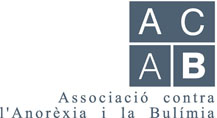 A C
A B
Associació contra
l'Anorèxia i la Bulímia